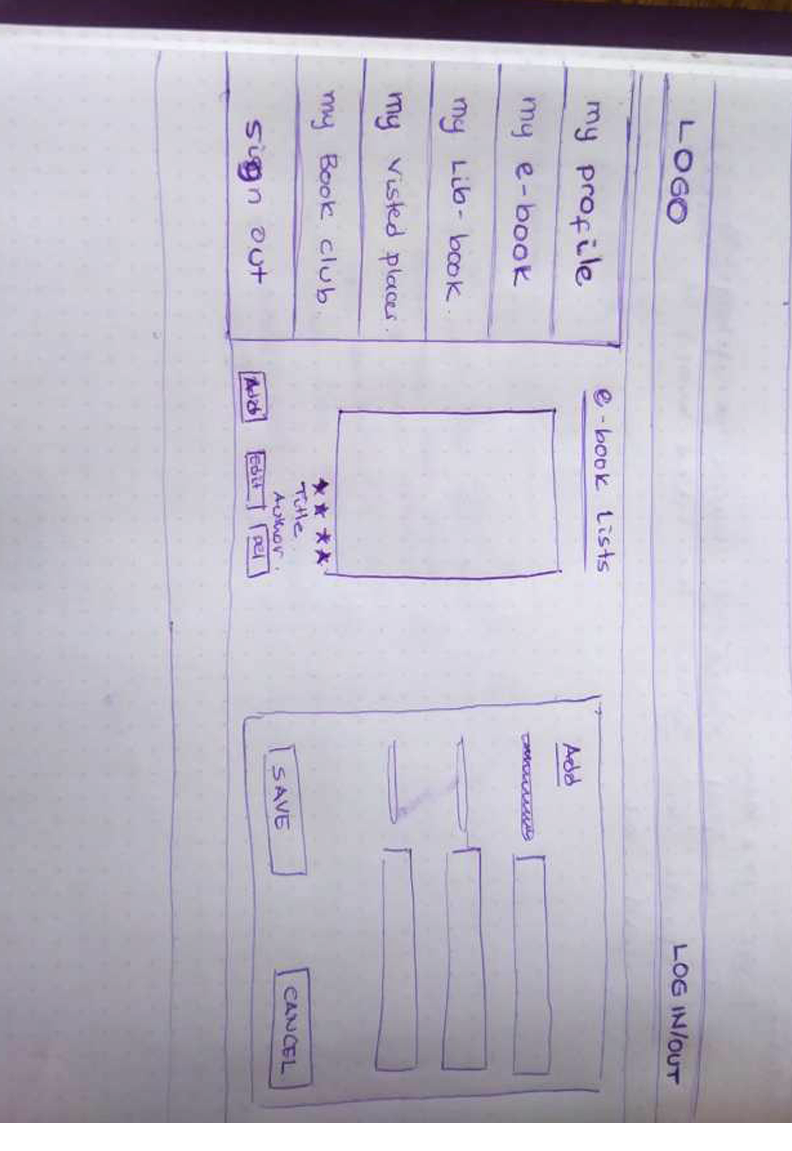 LOGO
LOG IN/OUT
my profile
my e-book
my Lib-book.
my visted places.
my Book club.
sign out
e-book Lists
★★★★
Title
Author.
Add
Edit
Del
Add
SAVE
CANCEL